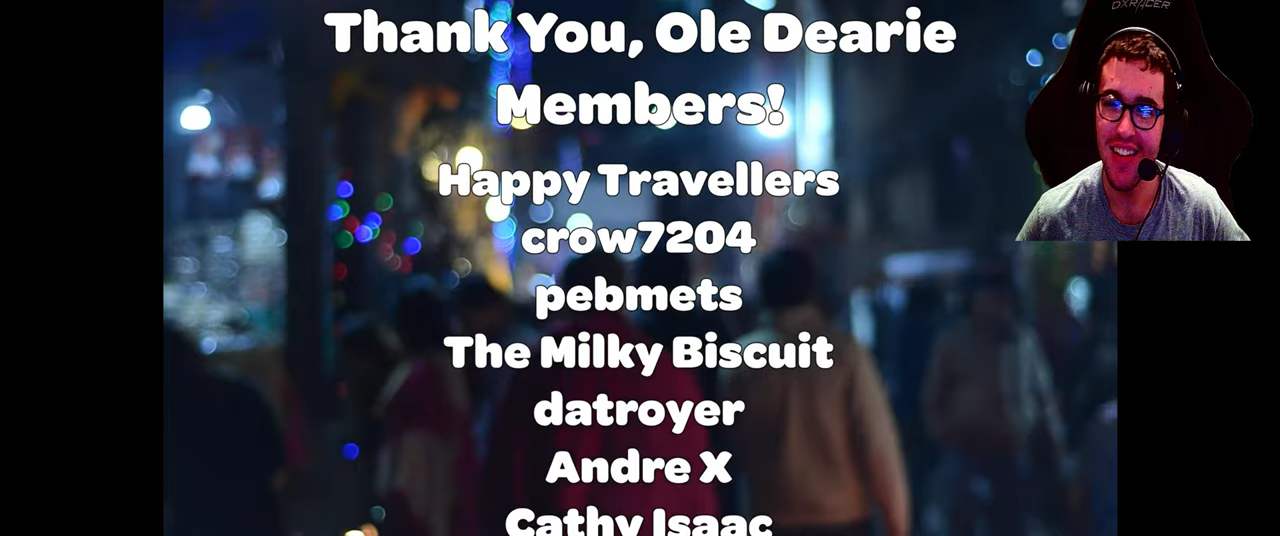 DXRACER
Thank You, Ole Dearie
Members!
Happy Travellers
crow7204
pebmets
The Milky Biscuit
datroyer
Andre X
Cathy Isaac